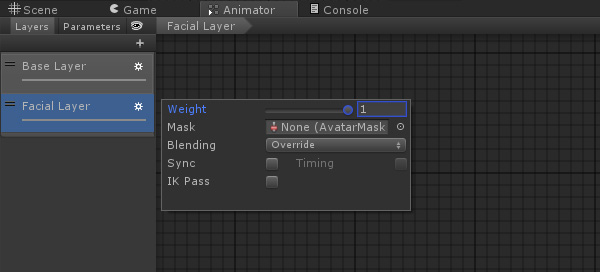 Scene Game Animator Console
Layers Parameters Facial Layer
+
Base Layer
Facial Layer
Weight 1
Mask None (AvatarMask
Blending Override
Sync Timing
IK Pass